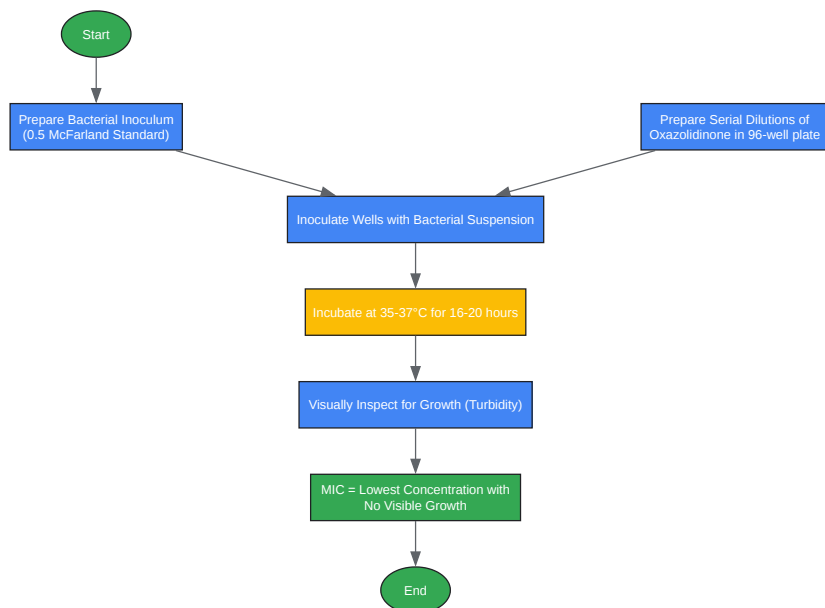 Start
Prepare Bacterial Inoculum
(0.5 McFarland Standard)
Prepare Serial Dilutions of
Oxazolidinone in 96-well plate
Inoculate Wells with Bacterial Suspension
Incubate at 35-37°C for 16-20 hours
Visually Inspect for Growth (Turbidity)
MIC = Lowest Concentration with
No Visible Growth
End